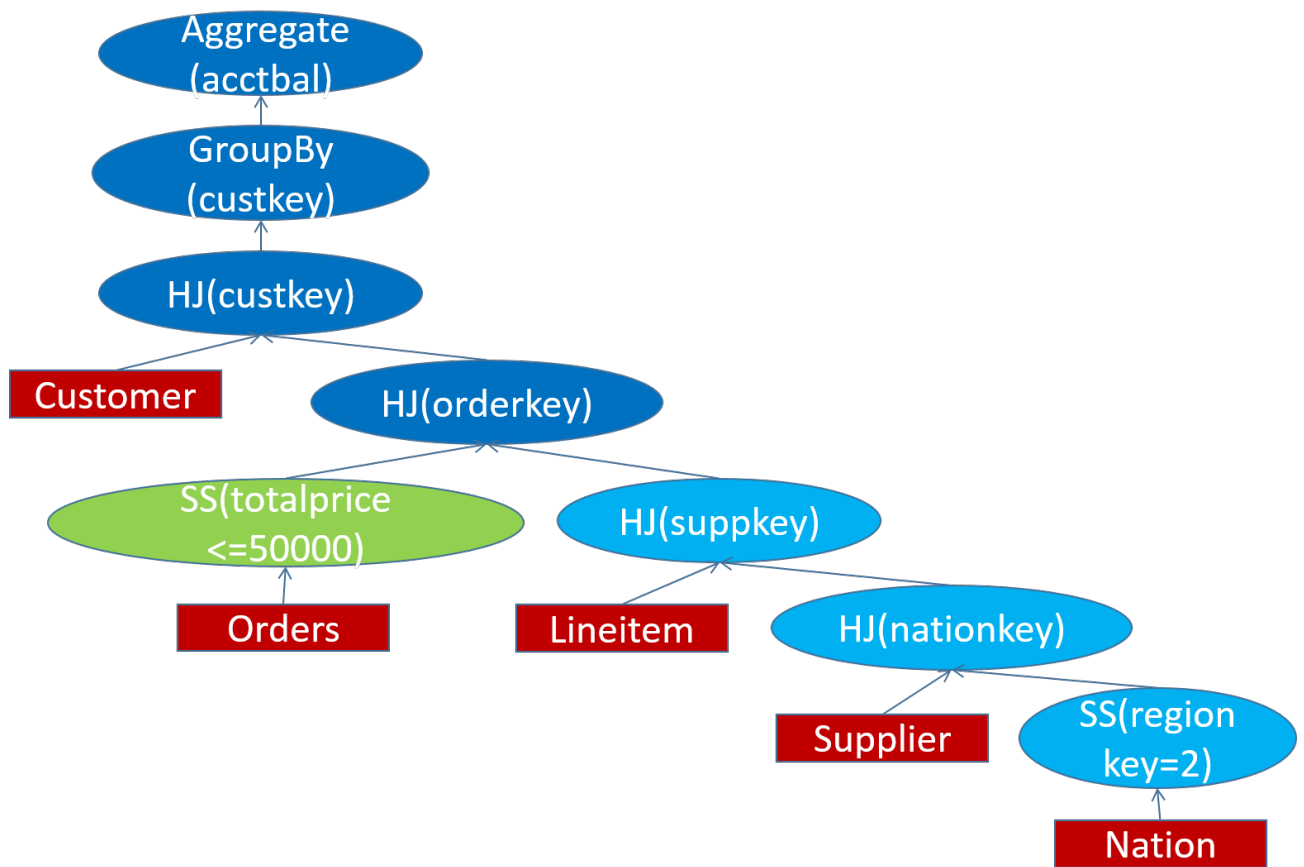 Aggregate
(acctbal)
GroupBy
(custkey)
HJ(custkey)
Customer
HJ(orderkey)
SS(totalprice
<=50000)
HJ(suppkey)
Orders
Lineitem
HJ(nationkey)
Supplier
SS(region
key=2)
Nation